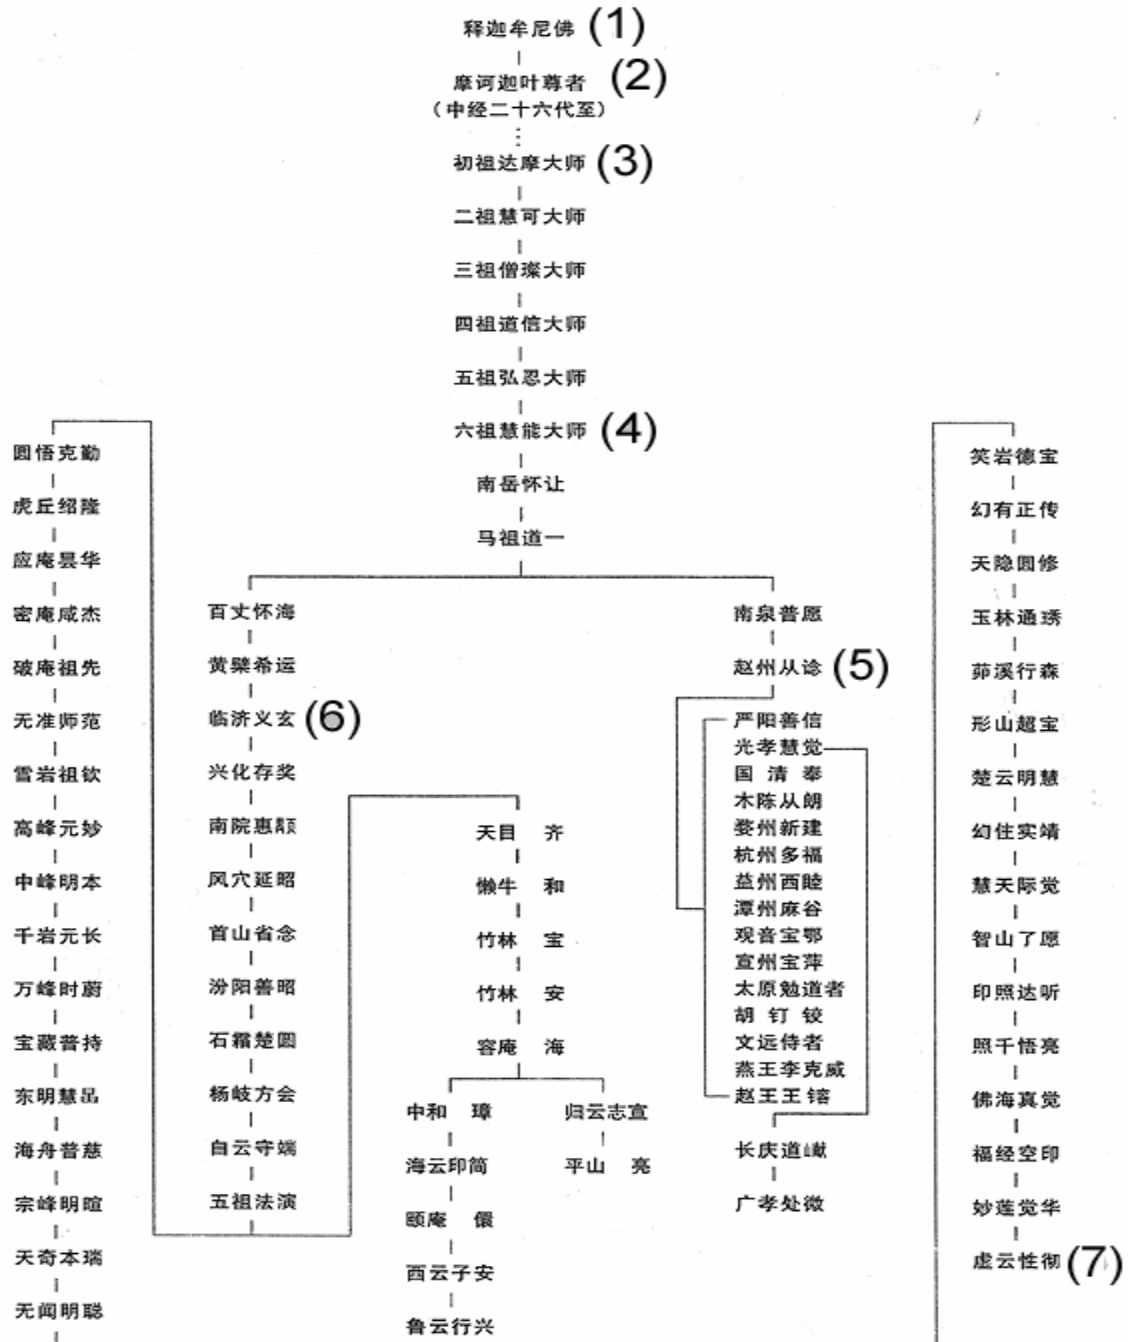 释迦牟尼佛 (1)
摩诃迦叶尊者 (2)
(中经二十六代至)
初祖达摩大师 (3)
二祖慧可大师
三祖僧璨大师
四祖道信大师
五祖弘忍大师
六祖慧能大师 (4)
南岳怀让
马祖道一
圆悟克勤
虎丘绍隆
应庵昙华
密庵咸杰
破庵祖先
无准师范
雪岩祖钦
高峰元妙
中峰明本
千岩元长
万峰时蔚
宝藏普持
东明慧旵
海舟普慈
宗峰明暄
天奇本瑞
无闻明聪
百丈怀海
黄檗希运
临济义玄 (6)
兴化存奖
南院惠颙
风穴延昭
首山省念
汾阳善昭
石霜楚圆
杨岐方会
白云守端
五祖法演
天目 齐
懒牛 和
竹林 宝
竹林 安
容庵 海
中和 璋
海云印简
颐庵 儇
西云子安
鲁云行兴
归云志宣
平山 亮
南泉普愿
赵州从谂 (5)
严阳善信
光孝慧觉
国清奉
木陈从朗
婺州新建
杭州多福
益州西睦
潭州麻谷
观音宝鄂
宣州宝萍
太原勉道者
胡钉铰
文远侍者
燕王李克威
赵王王镕
长庆道巘
广孝处微
笑岩德宝
幻有正传
天隐圆修
玉林通琇
茆溪行森
形山超宝
楚云明慧
幻住实靖
慧天际觉
智山了愿
印照达听
照千悟亮
佛海真觉
福经空印
妙莲觉华
虚云性彻 (7)